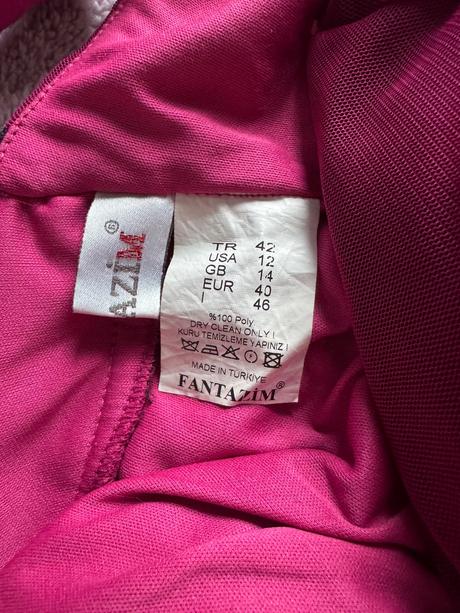 AZİM®
TR 42
USA 12
GB 14
EUR 40
I 46
%100 Poly
DRY CLEAN ONLY !
KURU TEMİZLEME YAPINIZ !
MADE IN TURKİYE
FANTAZİM®